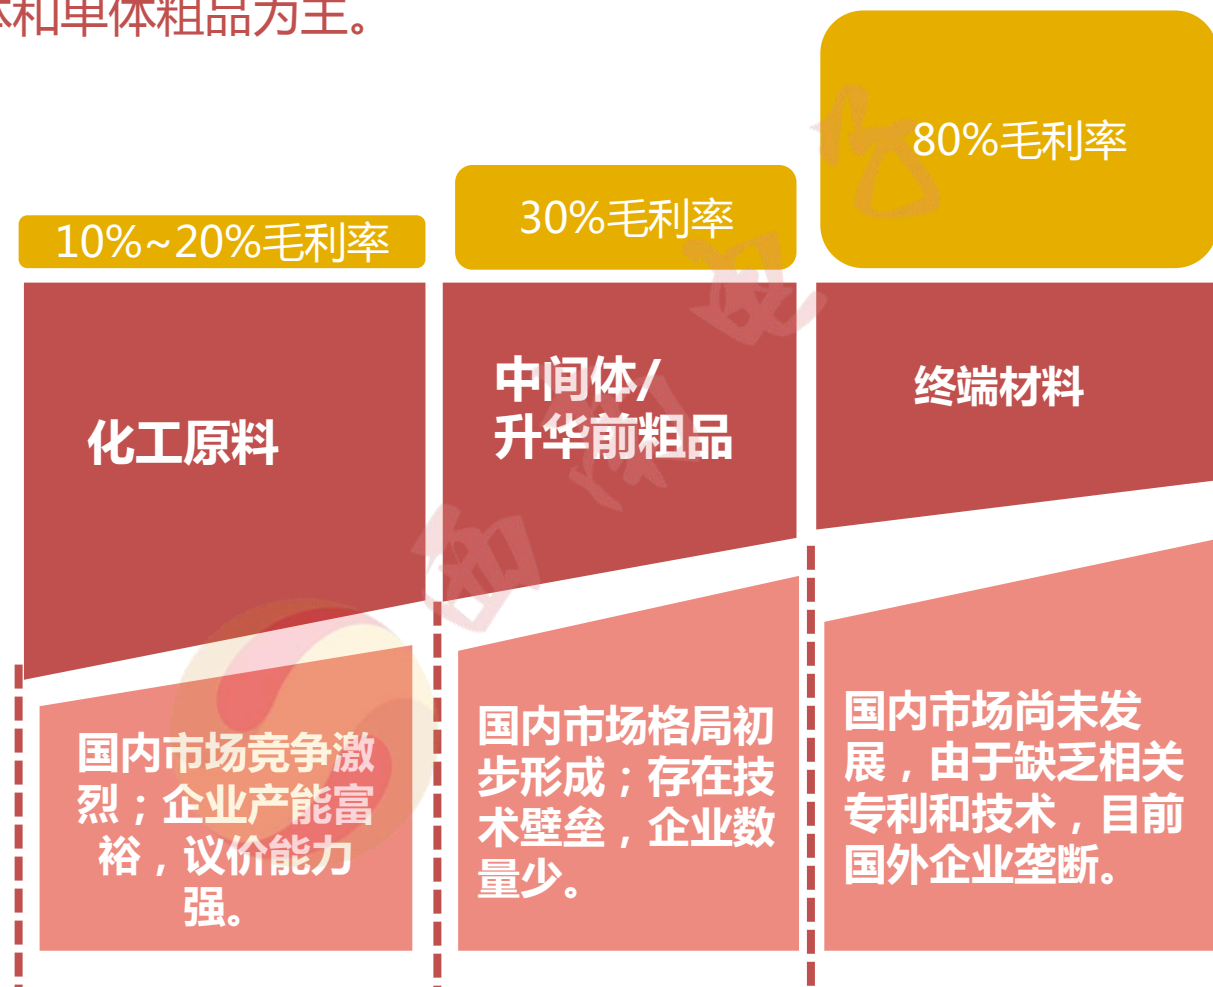 体和单体粗品为主。
10%~20%毛利率
30%毛利率
80%毛利率
化工原料
中间体/
升华前粗品
终端材料
国内市场竞争激
烈；企业产能富
裕，议价能力
强。
国内市场格局初
步形成；存在技
术壁垒，企业数
量少。
国内市场尚未发
展，由于缺乏相关
专利和技术，目前
国外企业垄断。